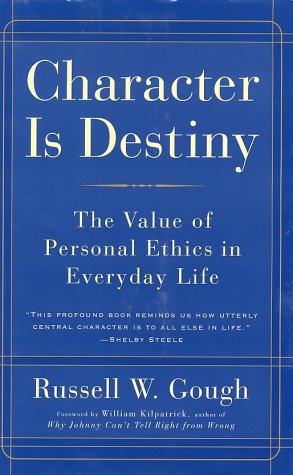 Character
Is Destiny
The Value of
Personal Ethics in
Everyday Life
"THIS PROFOUND BOOK REMINDS US HOW UTTERLY
CENTRAL CHARACTER IS TO ALL ELSE IN LIFE."
—SHELBY STEELE
Russell W. Gough
Foreword by William Kilpatrick, author of
Why Johnny Can't Tell Right from Wrong